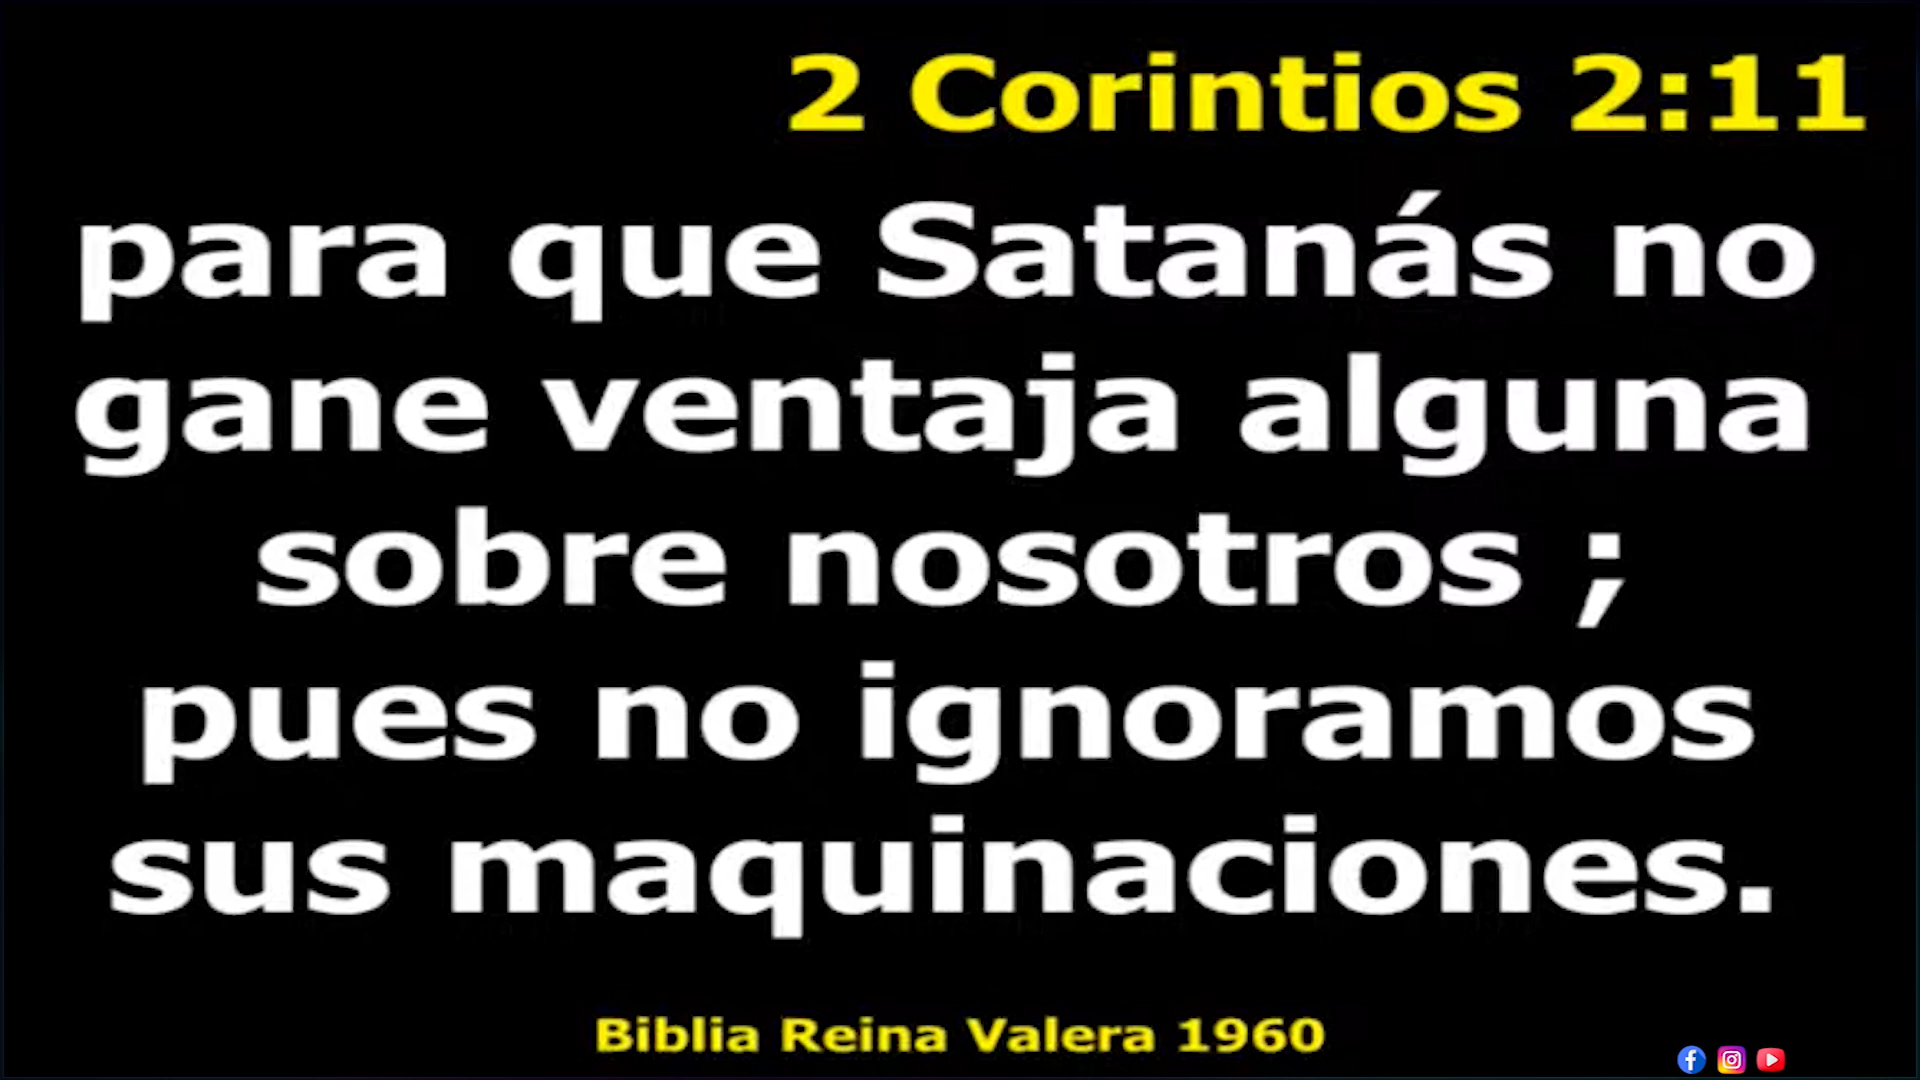 2 Corintios 2:11
para que Satanás no
gane ventaja alguna
sobre nosotros ;
pues no ignoramos
sus maquinaciones.
Biblia Reina Valera 1960